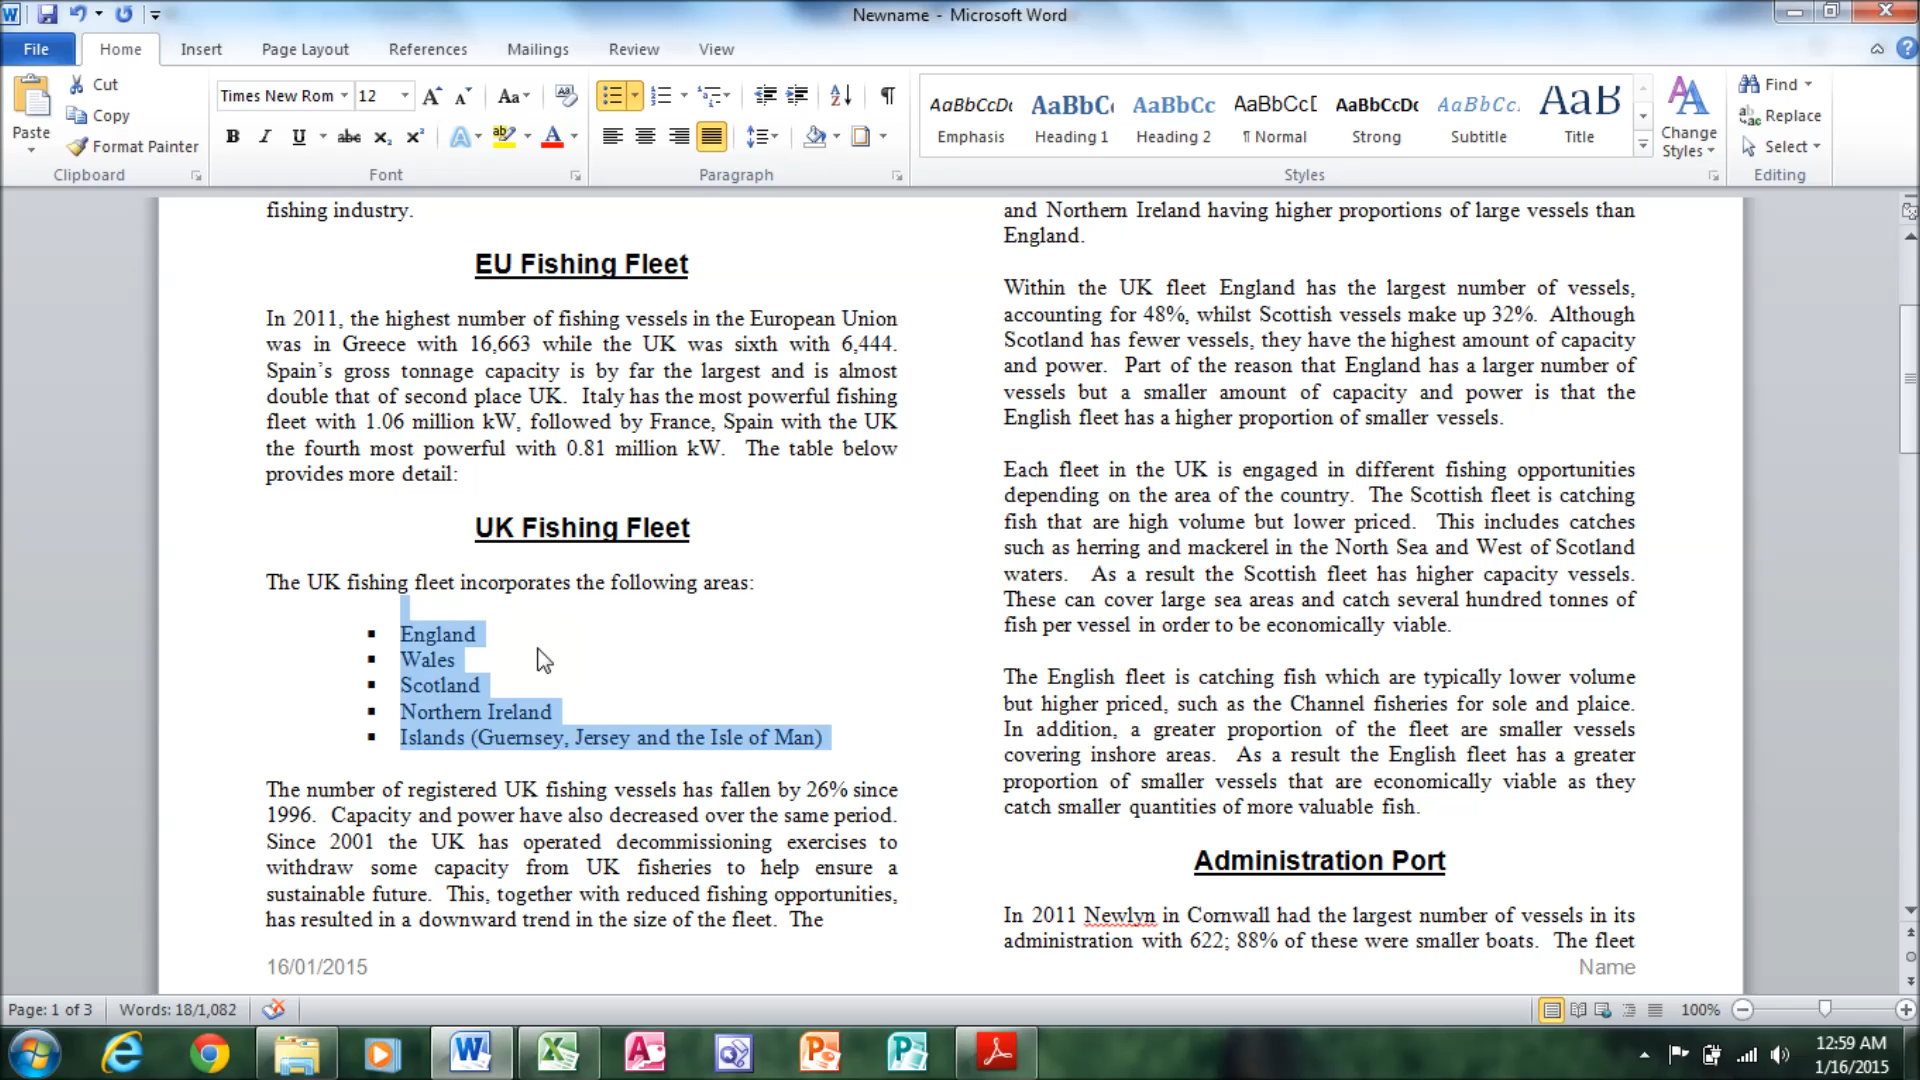 Newname - Microsoft Word
File Home Insert Page Layout References Mailings Review View
Paste
Cut
Copy
Format Painter
Clipboard
Times New Rom 12
Font
Paragraph
AaBbCcDc AaBbC AaBbCc AaBbCcD AaBbCcDc AaBbCc. AaB
Emphasis Heading 1 Heading 2 ¶ Normal Strong Subtitle Title
Change Styles
Styles
Find
Replace
Select
Editing
fishing industry.
EU Fishing Fleet
In 2011, the highest number of fishing vessels in the European Union
was in Greece with 16,663 while the UK was sixth with 6,444.
Spain’s gross tonnage capacity is by far the largest and is almost
double that of second place UK. Italy has the most powerful fishing
fleet with 1.06 million kW, followed by France, Spain with the UK
the fourth most powerful with 0.81 million kW. The table below
provides more detail:
UK Fishing Fleet
The UK fishing fleet incorporates the following areas:
▪ England
▪ Wales
▪ Scotland
▪ Northern Ireland
▪ Islands (Guernsey, Jersey and the Isle of Man)
The number of registered UK fishing vessels has fallen by 26% since
1996. Capacity and power have also decreased over the same period.
Since 2001 the UK has operated decommissioning exercises to
withdraw some capacity from UK fisheries to help ensure a
sustainable future. This, together with reduced fishing opportunities,
has resulted in a downward trend in the size of the fleet. The
16/01/2015
and Northern Ireland having higher proportions of large vessels than
England.
Within the UK fleet England has the largest number of vessels,
accounting for 48%, whilst Scottish vessels make up 32%. Although
Scotland has fewer vessels, they have the highest amount of capacity
and power. Part of the reason that England has a larger number of
vessels but a smaller amount of capacity and power is that the
English fleet has a higher proportion of smaller vessels.
Each fleet in the UK is engaged in different fishing opportunities
depending on the area of the country. The Scottish fleet is catching
fish that are high volume but lower priced. This includes catches
such as herring and mackerel in the North Sea and West of Scotland
waters. As a result the Scottish fleet has higher capacity vessels.
These can cover large sea areas and catch several hundred tonnes of
fish per vessel in order to be economically viable.
The English fleet is catching fish which are typically lower volume
but higher priced, such as the Channel fisheries for sole and plaice.
In addition, a greater proportion of the fleet are smaller vessels
covering inshore areas. As a result the English fleet has a greater
proportion of smaller vessels that are economically viable as they
catch smaller quantities of more valuable fish.
Administration Port
In 2011 Newlyn in Cornwall had the largest number of vessels in its
administration with 622; 88% of these were smaller boats. The fleet
Name
Page: 1 of 3 Words: 18/1,082 100%
12:59 AM
1/16/2015